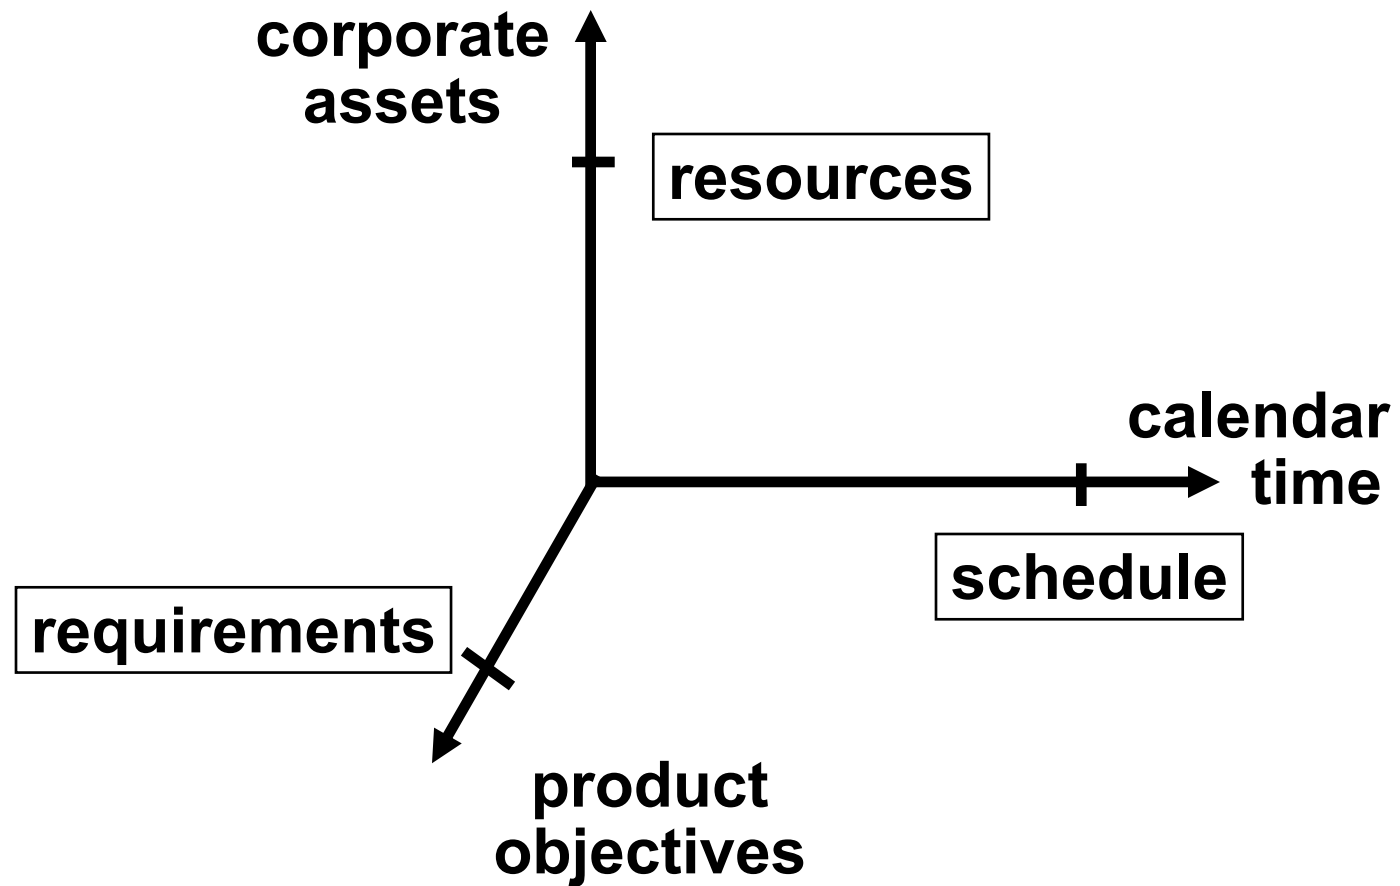 corporate
assets
resources
calendar
time
schedule
requirements
product
objectives